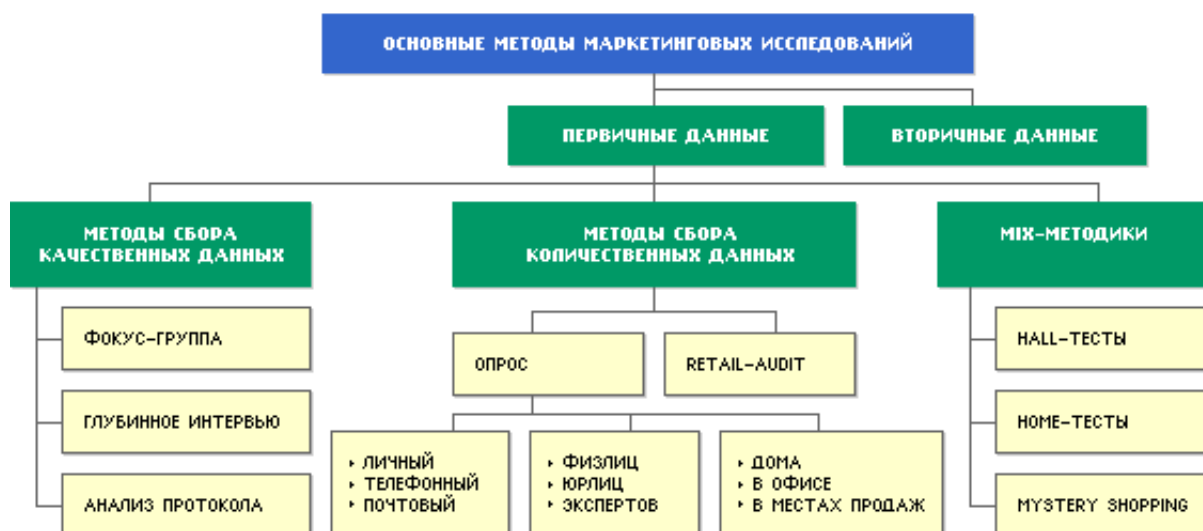 ОСНОВНЫЕ МЕТОДЫ МАРКЕТИНГОВЫХ ИССЛЕДОВАНИЙ
ПЕРВИЧНЫЕ ДАННЫЕ
ВТОРИЧНЫЕ ДАННЫЕ
МЕТОДЫ СБОРА
КАЧЕСТВЕННЫХ ДАННЫХ
МЕТОДЫ СБОРА
КОЛИЧЕСТВЕННЫХ ДАННЫХ
MIX-МЕТОДИКИ
ФОКУС-ГРУППА
ГЛУБИННОЕ ИНТЕРВЬЮ
АНАЛИЗ ПРОТОКОЛА
ОПРОС
RETAIL-AUDIT
ЛИЧНЫЙ
ТЕЛЕФОННЫЙ
ПОЧТОВЫЙ
ФИЗЛИЦ
ЮРЛИЦ
ЭКСПЕРТОВ
ДОМА
В ОФИСЕ
В МЕСТАХ ПРОДАЖ
HALL-ТЕСТЫ
HOME-ТЕСТЫ
MYSTERY SHOPPING